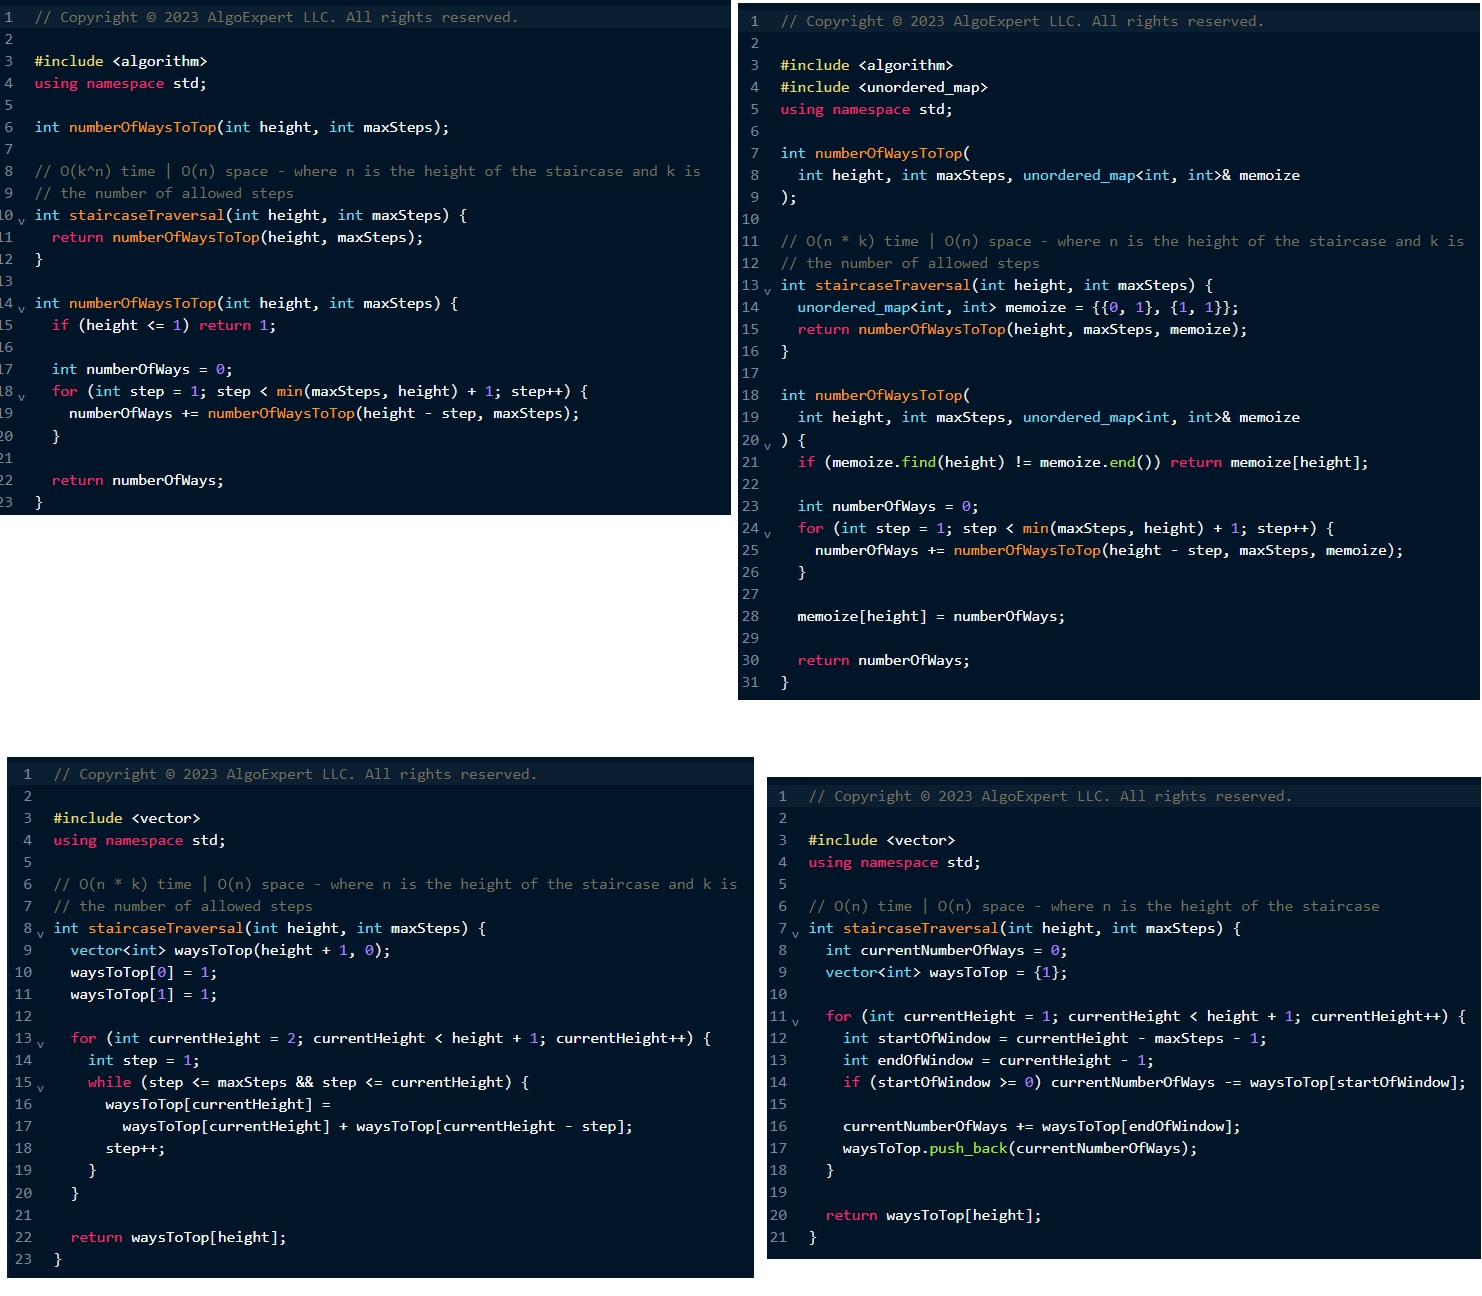 1 // Copyright © 2023 AlgoExpert LLC. All rights reserved.
2
3 #include <algorithm>
4 using namespace std;
5
6 int numberOfWaysToTop(int height, int maxSteps);
7
8 // O(k^n) time | O(n) space - where n is the height of the staircase and k is
9 // the number of allowed steps
10 int staircaseTraversal(int height, int maxSteps) {
11   return numberOfWaysToTop(height, maxSteps);
12 }
13
14 int numberOfWaysToTop(int height, int maxSteps) {
15   if (height <= 1) return 1;
16
17   int numberOfWays = 0;
18   for (int step = 1; step < min(maxSteps, height) + 1; step++) {
19     numberOfWays += numberOfWaysToTop(height - step, maxSteps);
20   }
21
22   return numberOfWays;
23 }
1 // Copyright © 2023 AlgoExpert LLC. All rights reserved.
2
3 #include <algorithm>
4 #include <unordered_map>
5 using namespace std;
6
7 int numberOfWaysToTop(
8   int height, int maxSteps, unordered_map<int, int>& memoize
9 );
10
11 // O(n * k) time | O(n) space - where n is the height of the staircase and k is
12 // the number of allowed steps
13 int staircaseTraversal(int height, int maxSteps) {
14   unordered_map<int, int> memoize = {{0, 1}, {1, 1}};
15   return numberOfWaysToTop(height, maxSteps, memoize);
16 }
17
18 int numberOfWaysToTop(
19   int height, int maxSteps, unordered_map<int, int>& memoize
20 ) {
21   if (memoize.find(height) != memoize.end()) return memoize[height];
22
23   int numberOfWays = 0;
24   for (int step = 1; step < min(maxSteps, height) + 1; step++) {
25     numberOfWays += numberOfWaysToTop(height - step, maxSteps, memoize);
26   }
27
28   memoize[height] = numberOfWays;
29
30   return numberOfWays;
31 }
1 // Copyright © 2023 AlgoExpert LLC. All rights reserved.
2
3 #include <vector>
4 using namespace std;
5
6 // O(n * k) time | O(n) space - where n is the height of the staircase and k is
7 // the number of allowed steps
8 int staircaseTraversal(int height, int maxSteps) {
9   vector<int> waysToTop(height + 1, 0);
10   waysToTop[0] = 1;
11   waysToTop[1] = 1;
12
13   for (int currentHeight = 2; currentHeight < height + 1; currentHeight++) {
14     int step = 1;
15     while (step <= maxSteps && step <= currentHeight) {
16       waysToTop[currentHeight] =
17         waysToTop[currentHeight] + waysToTop[currentHeight - step];
18       step++;
19     }
20   }
21
22   return waysToTop[height];
23 }
1 // Copyright © 2023 AlgoExpert LLC. All rights reserved.
2
3 #include <vector>
4 using namespace std;
5
6 // O(n) time | O(n) space - where n is the height of the staircase
7 int staircaseTraversal(int height, int maxSteps) {
8   int currentNumberOfWays = 0;
9   vector<int> waysToTop = {1};
10
11   for (int currentHeight = 1; currentHeight < height + 1; currentHeight++) {
12     int startOfWindow = currentHeight - maxSteps - 1;
13     int endOfWindow = currentHeight - 1;
14     if (startOfWindow >= 0) currentNumberOfWays -= waysToTop[startOfWindow];
15
16     currentNumberOfWays += waysToTop[endOfWindow];
17     waysToTop.push_back(currentNumberOfWays);
18   }
19
20   return waysToTop[height];
21 }